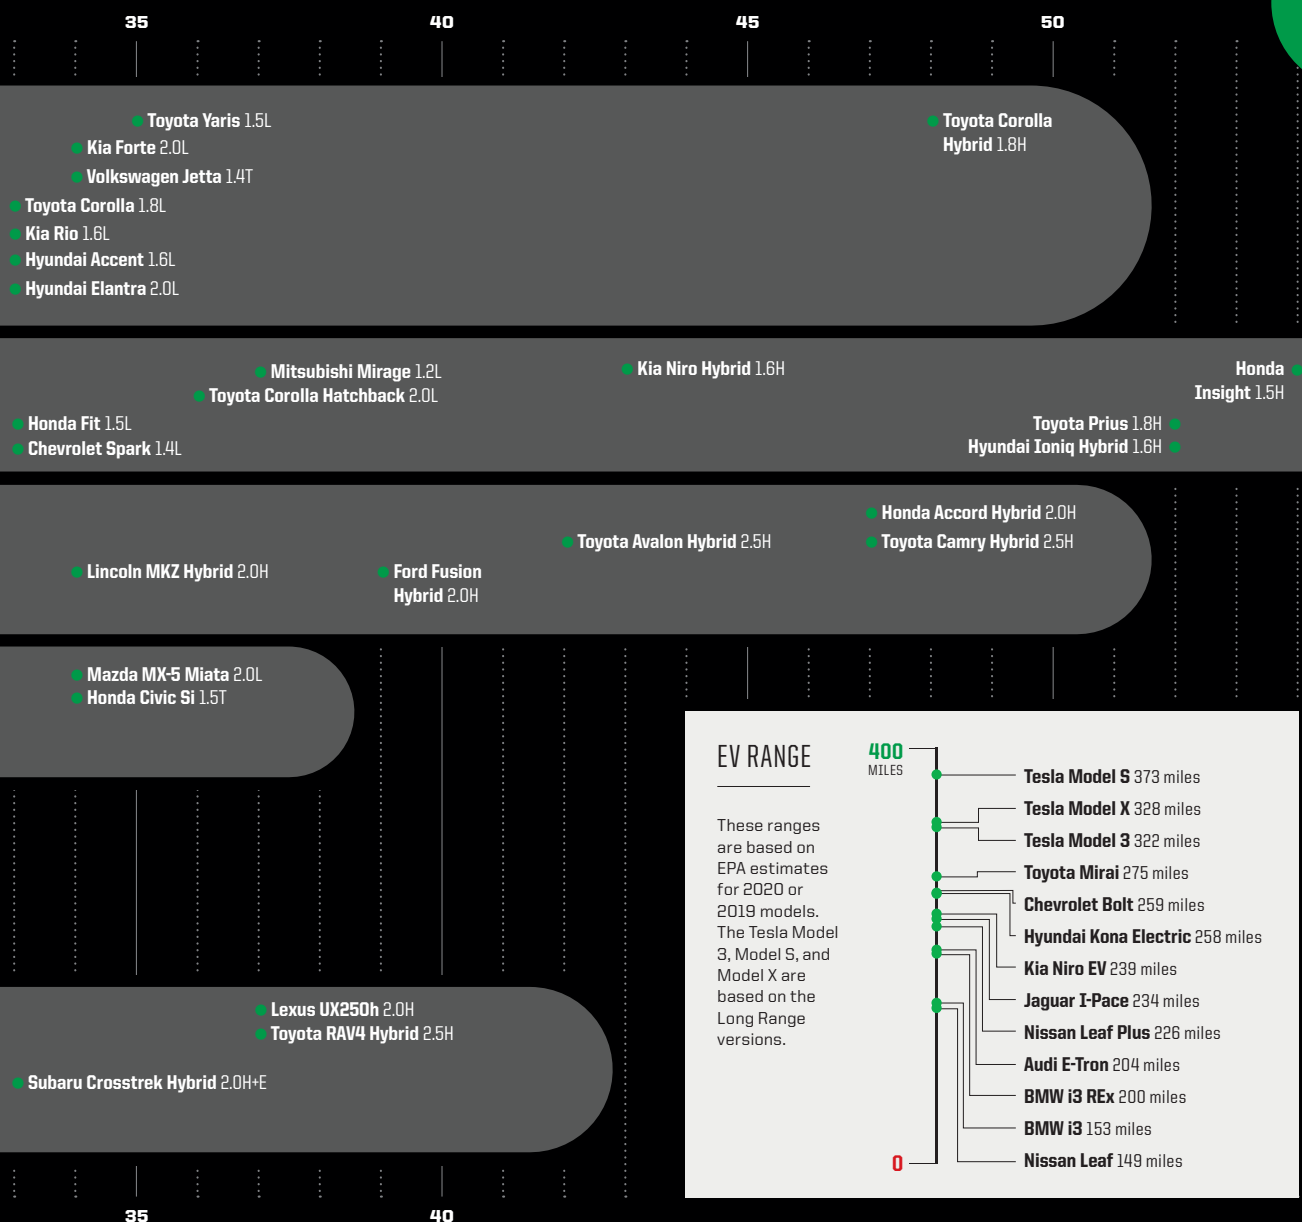 35 40 45 50
Toyota Yaris 1.5L
Toyota Corolla
Hybrid 1.8H
Kia Forte 2.0L
Volkswagen Jetta 1.4T
Toyota Corolla 1.8L
Kia Rio 1.6L
Hyundai Accent 1.6L
Hyundai Elantra 2.0L
Mitsubishi Mirage 1.2L
Toyota Corolla Hatchback 2.0L
Honda Fit 1.5L
Chevrolet Spark 1.4L
Kia Niro Hybrid 1.6H
Honda
Insight 1.5H
Toyota Prius 1.8H
Hyundai Ioniq Hybrid 1.6H
Honda Accord Hybrid 2.0H
Toyota Avalon Hybrid 2.5H
Toyota Camry Hybrid 2.5H
Lincoln MKZ Hybrid 2.0H
Ford Fusion
Hybrid 2.0H
Mazda MX-5 Miata 2.0L
Honda Civic Si 1.5T
EV RANGE
These ranges
are based on
EPA estimates
for 2020 or
2019 models.
The Tesla Model
3, Model S, and
Model X are
based on the
Long Range
versions.
400
MILES
0
Tesla Model S 373 miles
Tesla Model X 328 miles
Tesla Model 3 322 miles
Toyota Mirai 275 miles
Chevrolet Bolt 259 miles
Hyundai Kona Electric 258 miles
Kia Niro EV 239 miles
Jaguar I-Pace 234 miles
Nissan Leaf Plus 226 miles
Audi E-Tron 204 miles
BMW i3 REx 200 miles
BMW i3 153 miles
Nissan Leaf 149 miles
Lexus UX250h 2.0H
Toyota RAV4 Hybrid 2.5H
Subaru Crosstrek Hybrid 2.0H+E
35 40